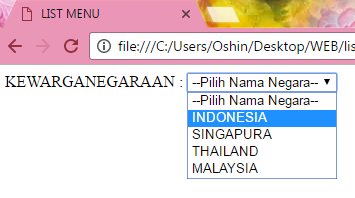 LIST MENU
file:///C:/Users/Oshin/Desktop/WEB/lis
KEWARGANEGARAAN : --Pilih Nama Negara--
--Pilih Nama Negara--
INDONESIA
SINGAPURA
THAILAND
MALAYSIA